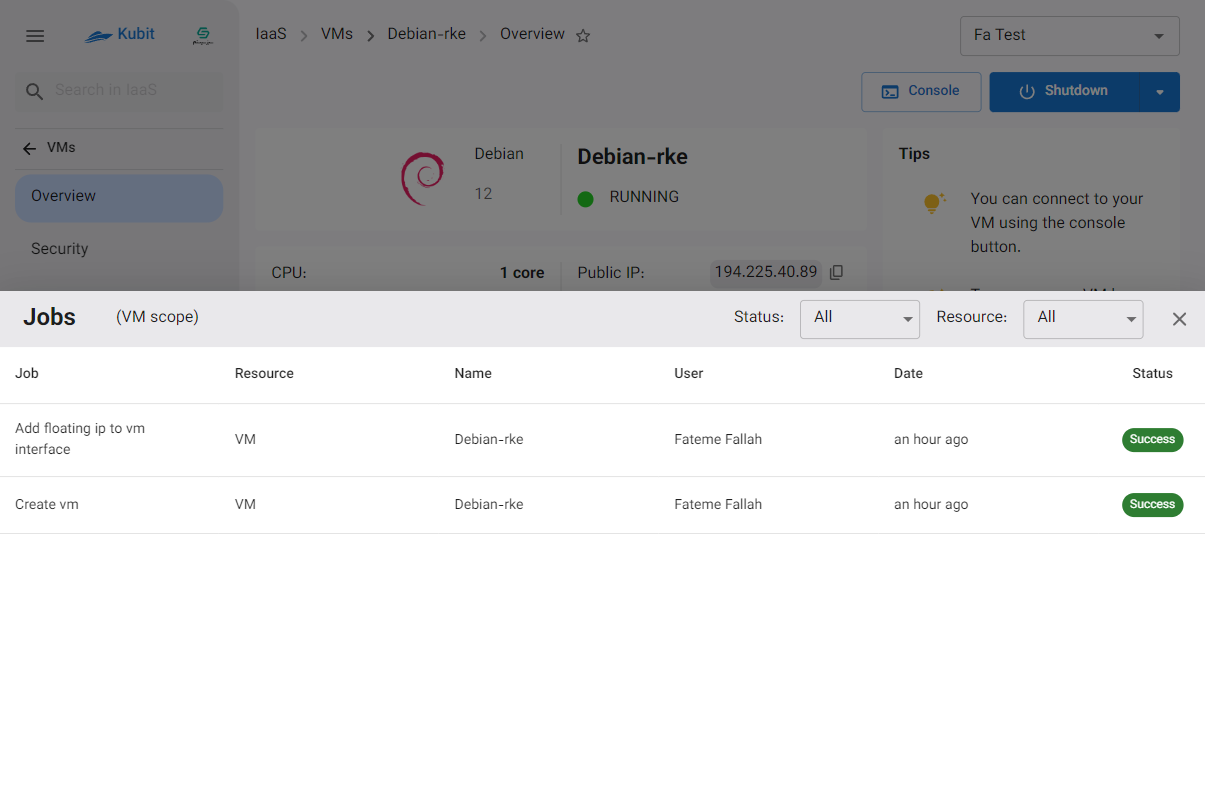 Kubit
IaaS > VMs > Debian-rke > Overview
Fa Test
Search in IaaS
Console
Shutdown
VMs
Overview
Security
Debian
12
Debian-rke
RUNNING
CPU:
1 core
Public IP:
194.225.40.89
Tips
You can connect to your
VM using the console
button.
Jobs
(VM scope)
Status:
All
Resource:
All
Job
Resource
Name
User
Date
Status
Add floating ip to vm
interface
VM
Debian-rke
Fateme Fallah
an hour ago
Success
Create vm
VM
Debian-rke
Fateme Fallah
an hour ago
Success